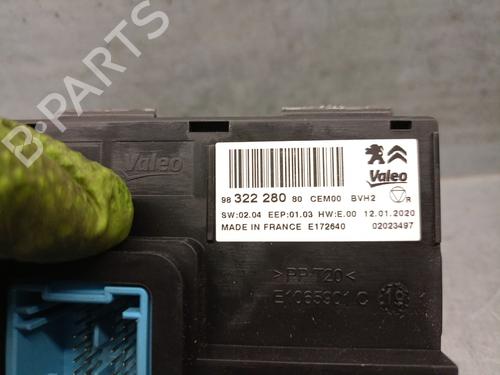 B-PARTS
Valeo
Valeo
98 322 280 80 CEM00 BVH2
R
SW:02.04 EEP:01.03 HW:E.00 12.01.2020
MADE IN FRANCE E172640 02023497
>PP T20<
E1065901 C 19